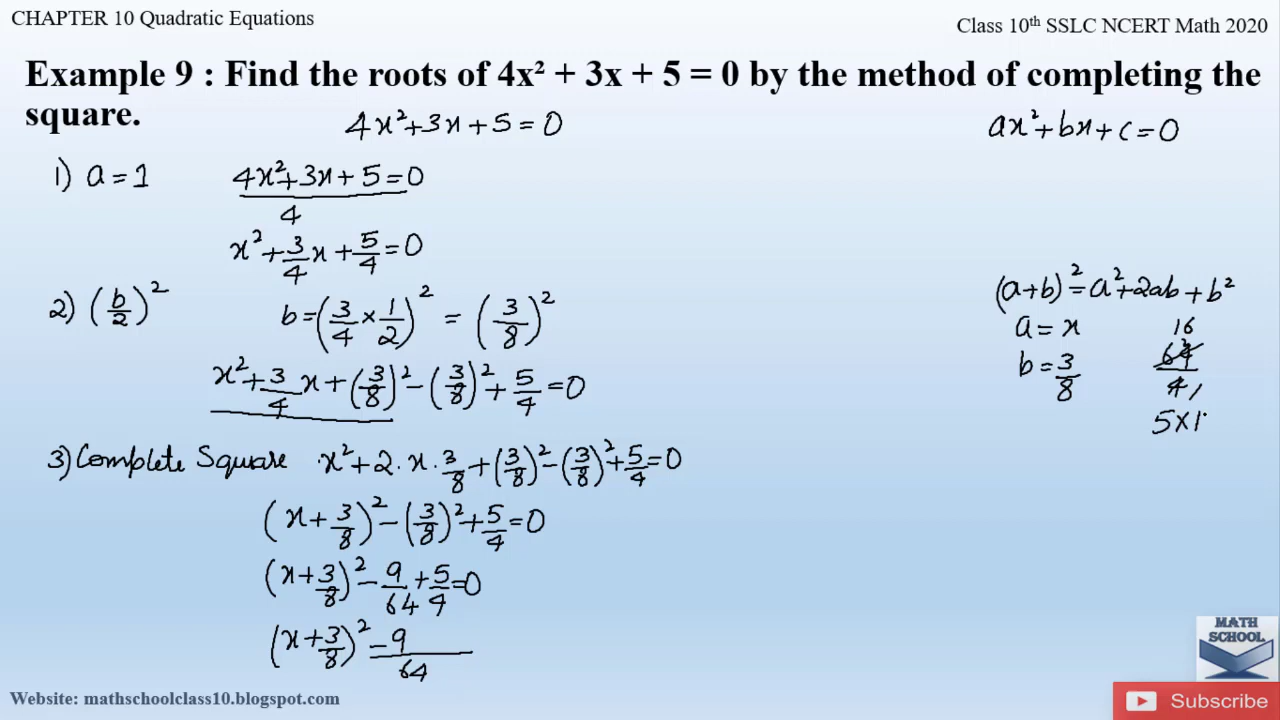 CHAPTER 10 Quadratic Equations
Class 10th SSLC NCERT Math 2020
Example 9 : Find the roots of 4x² + 3x + 5 = 0 by the method of completing the
square.
4x²+3x+5=0
ax²+bx+c=0
1) a=1
4x²+3x+5=0
4
x²+3/4x+5/4=0
2) (b/2)²
b=(3/4×1/2)² = (3/8)²
x²+3/4x+(3/8)²-(3/8)²+5/4=0
3) Complete Square x²+2·x·3/8+(3/8)²-(3/8)²+5/4=0
(x+3/8)²-(3/8)²+5/4=0
(x+3/8)²-9/64+5/4=0
(x+3/8)²-9
64
(a+b)²=a²+2ab+b²
a=x
b=3/8
16
64
4 1
5×1
MATH
SCHOOL
Website: mathschoolclass10.blogspot.com
Subscribe